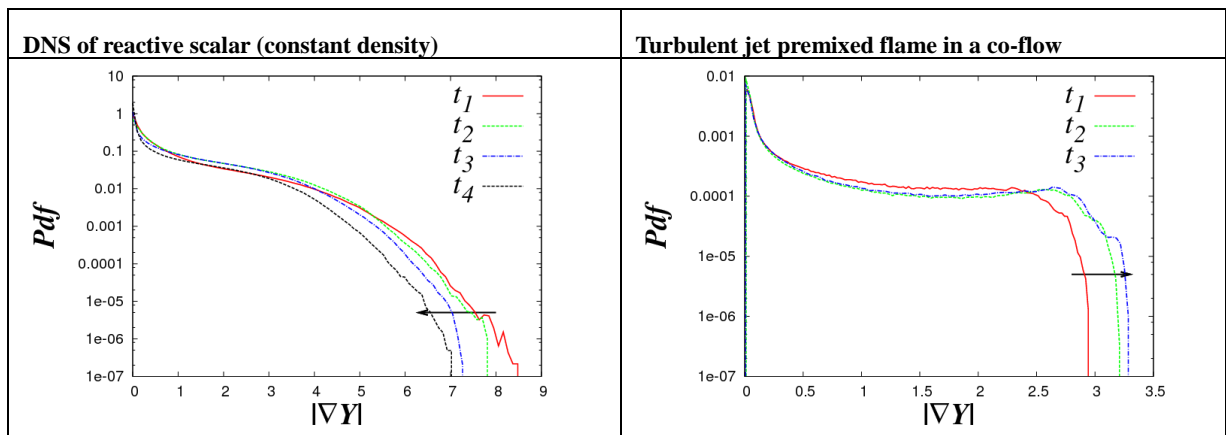 DNS of reactive scalar (constant density)
Turbulent jet premixed flame in a co-flow
10
1
0.1
0.01
0.001
0.0001
1e-05
1e-06
1e-07
Pdf
t1
t2
t3
t4
0 1 2 3 4 5 6 7 8 9
|∇Y|
0.01
0.001
0.0001
1e-05
1e-06
1e-07
Pdf
t1
t2
t3
0 0.5 1 1.5 2 2.5 3 3.5
|∇Y|